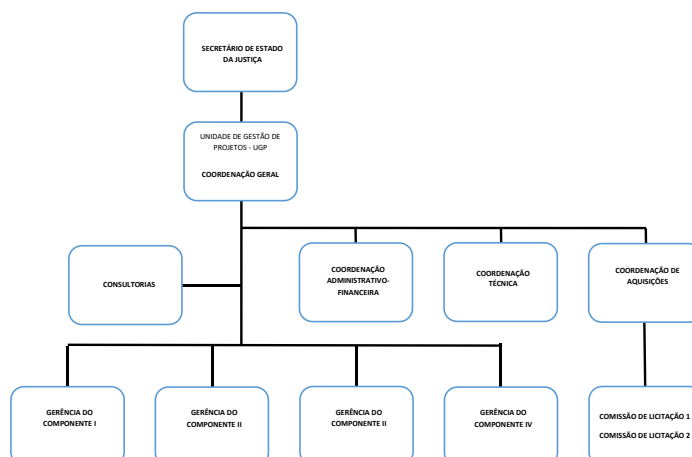 SECRETÁRIO DE ESTADO
DA JUSTIÇA
UNIDADE DE GESTÃO DE
PROJETOS - UGP
COORDENAÇÃO GERAL
CONSULTORIAS
COORDENAÇÃO
ADMINISTRATIVO-
FINANCEIRA
COORDENAÇÃO
TÉCNICA
COORDENAÇÃO DE
AQUISIÇÕES
GERÊNCIA DO
COMPONENTE I
GERÊNCIA DO
COMPONENTE II
GERÊNCIA DO
COMPONENTE II
GERÊNCIA DO
COMPONENTE IV
COMISSÃO DE LICITAÇÃO 1
COMISSÃO DE LICITAÇÃO 2